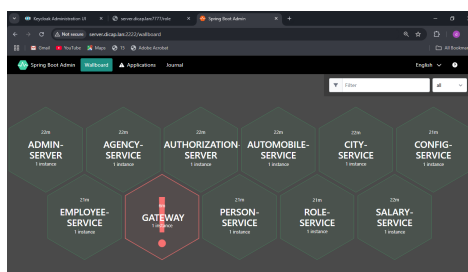 Keycloak Administration UI
server.dicap.lan:7777/role
Spring Boot Admin
Not secure server.dicap.lan:2222/wallboard
Gmail YouTube Maps Adobe Acrobat
All Bookmarks
Spring Boot Admin Wallboard Applications Journal English
Filter all
22m
ADMIN-
SERVER
1 instance
22m
AGENCY-
SERVICE
1 instance
22m
AUTHORIZATION-
SERVER
1 instance
22m
AUTOMOBILE-
SERVICE
1 instance
22m
CITY-
SERVICE
1 instance
21m
CONFIG-
SERVER
1 instance
21m
EMPLOYEE-
SERVICE
1 instance
GATEWAY
1 instance
21m
PERSON-
SERVICE
1 instance
21m
ROLE-
SERVICE
1 instance
22m
SALARY-
SERVICE
1 instance